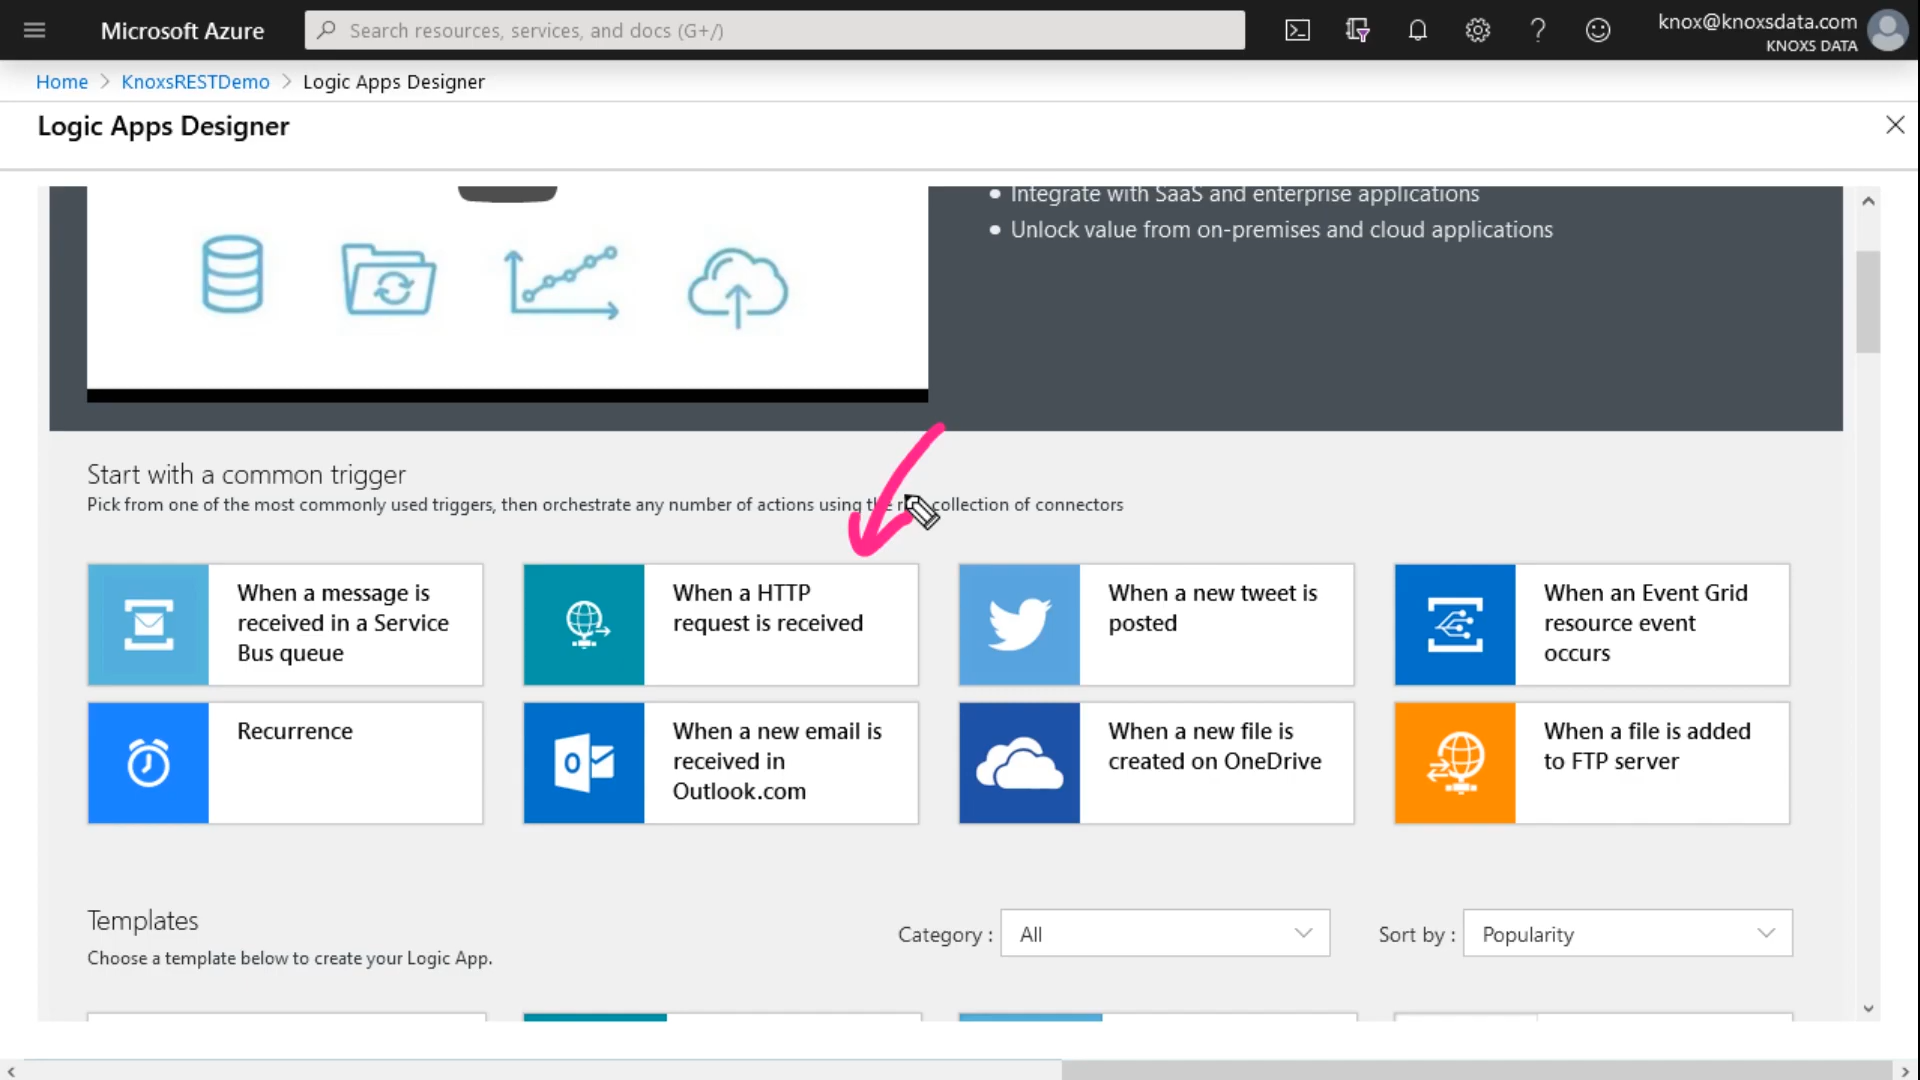 Microsoft Azure
Search resources, services, and docs (G+/)
knox@knoxsdata.com
KNOXS DATA
Home > KnoxsRESTDemo > Logic Apps Designer
Logic Apps Designer
Integrate with SaaS and enterprise applications
Unlock value from on-premises and cloud applications
Start with a common trigger
Pick from one of the most commonly used triggers, then orchestrate any number of actions using the collection of connectors
When a message is
received in a Service
Bus queue
When a HTTP
request is received
When a new tweet is
posted
When an Event Grid
resource event
occurs
Recurrence
When a new email is
received in
Outlook.com
When a new file is
created on OneDrive
When a file is added
to FTP server
Templates
Category : All
Sort by : Popularity
Choose a template below to create your Logic App.